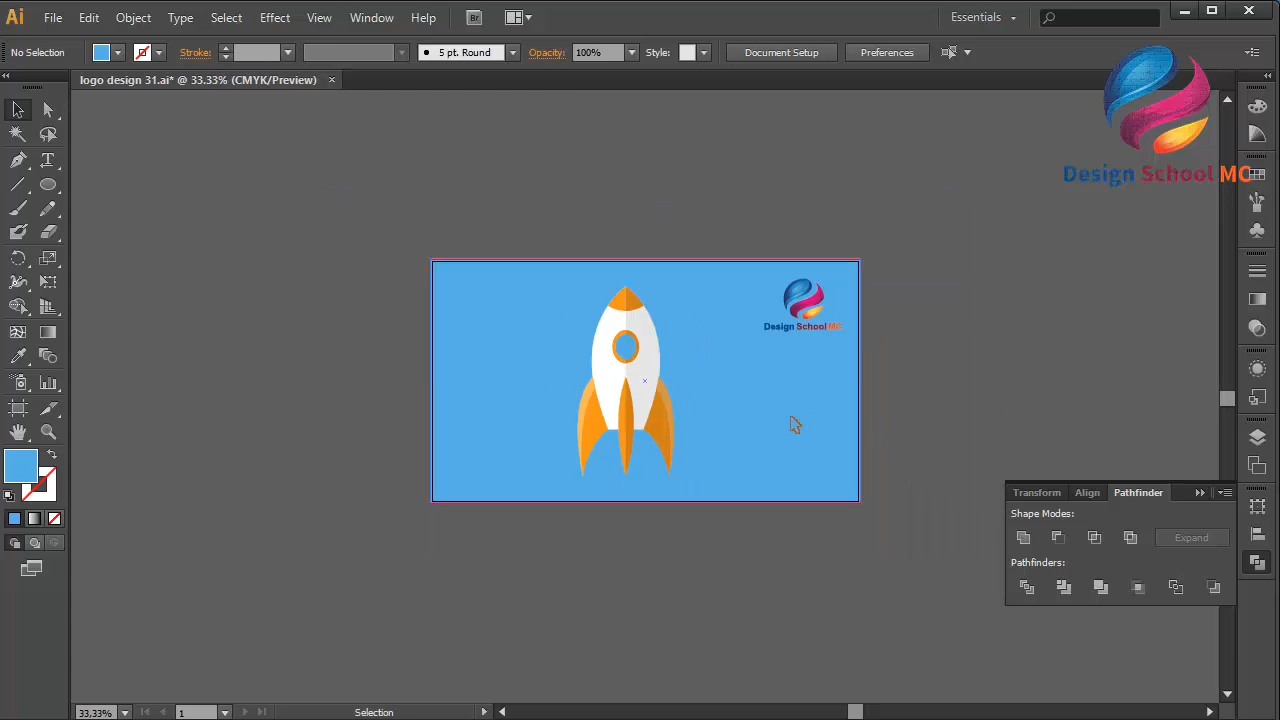 Ai File Edit Object Type Select Effect View Window Help Br Essentials
No Selection Stroke: 5 pt. Round Opacity: 100% Style: Document Setup Preferences
logo design 31.ai* @ 33.33% (CMYK/Preview) ×
Design School MC
Design School MC
Transform Align Pathfinder
Shape Modes:
Expand
Pathfinders:
33,33% 1 Selection